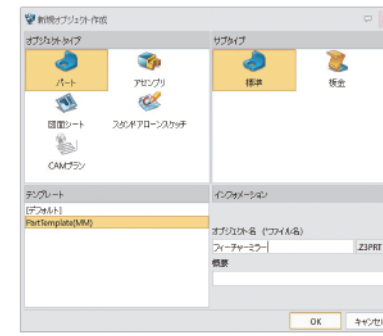 新規オブジェクト作成
オブジェクトタイプ
サブタイプ
パート
アセンブリ
標準
板金
図面シート
スタンドアローンスケッチ
CAMプラン
テンプレート
インフォメーション
[デフォルト]
PartTemplate(MM)
オブジェクト名 (*ファイル名)
フィーチャーミラー
.Z3PRT
概要
OK
キャンセル